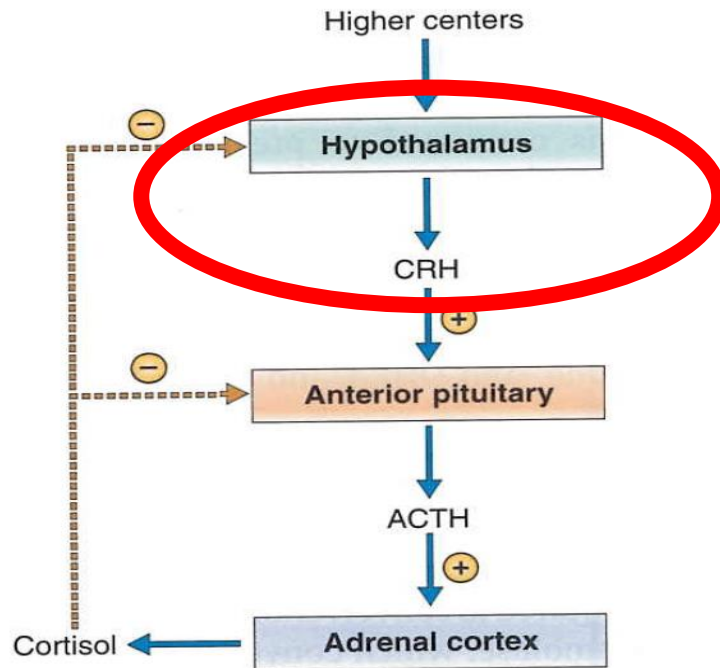 Higher centers
−
Hypothalamus
CRH
+
−
Anterior pituitary
ACTH
+
Cortisol
Adrenal cortex